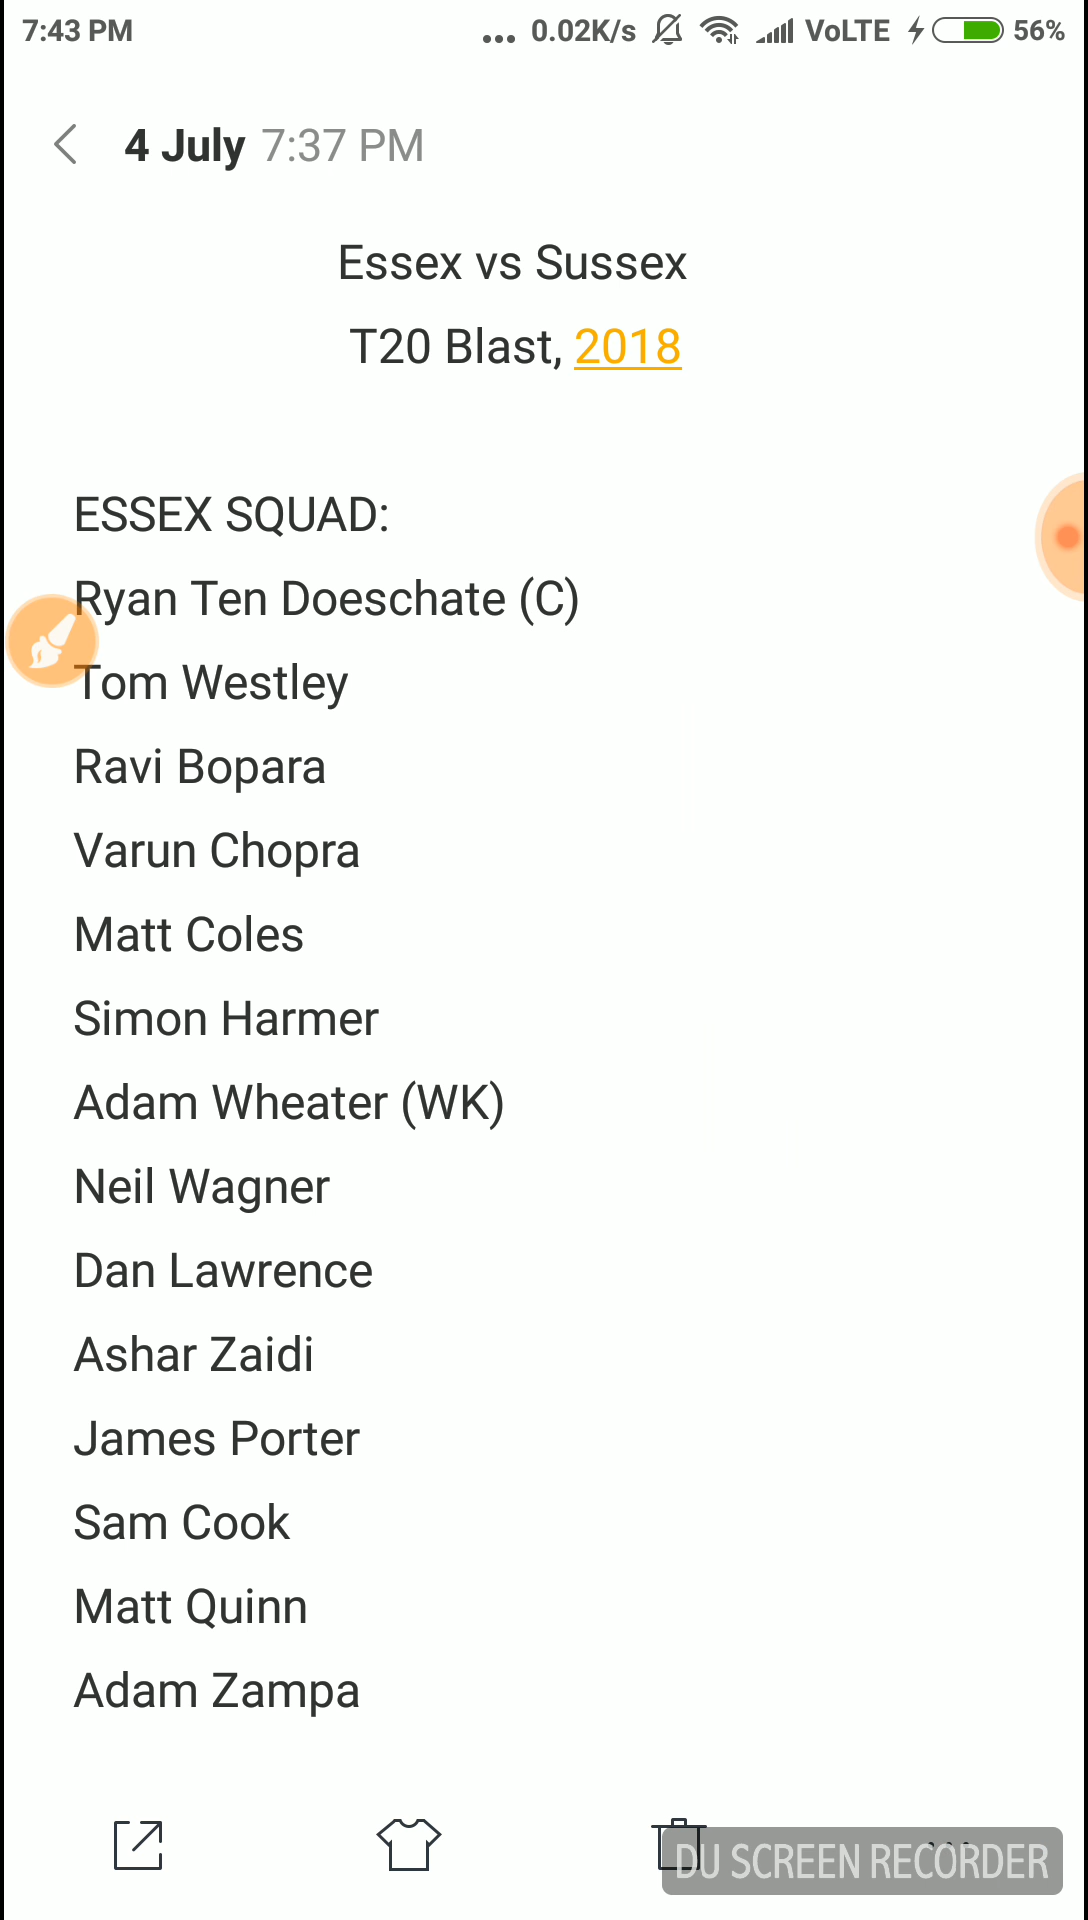 7:43 PM ... 0.02K/s VoLTE 56%
4 July 7:37 PM
Essex vs Sussex
T20 Blast, 2018
ESSEX SQUAD:
Ryan Ten Doeschate (C)
Tom Westley
Ravi Bopara
Varun Chopra
Matt Coles
Simon Harmer
Adam Wheater (WK)
Neil Wagner
Dan Lawrence
Ashar Zaidi
James Porter
Sam Cook
Matt Quinn
Adam Zampa
DU SCREEN RECORDER